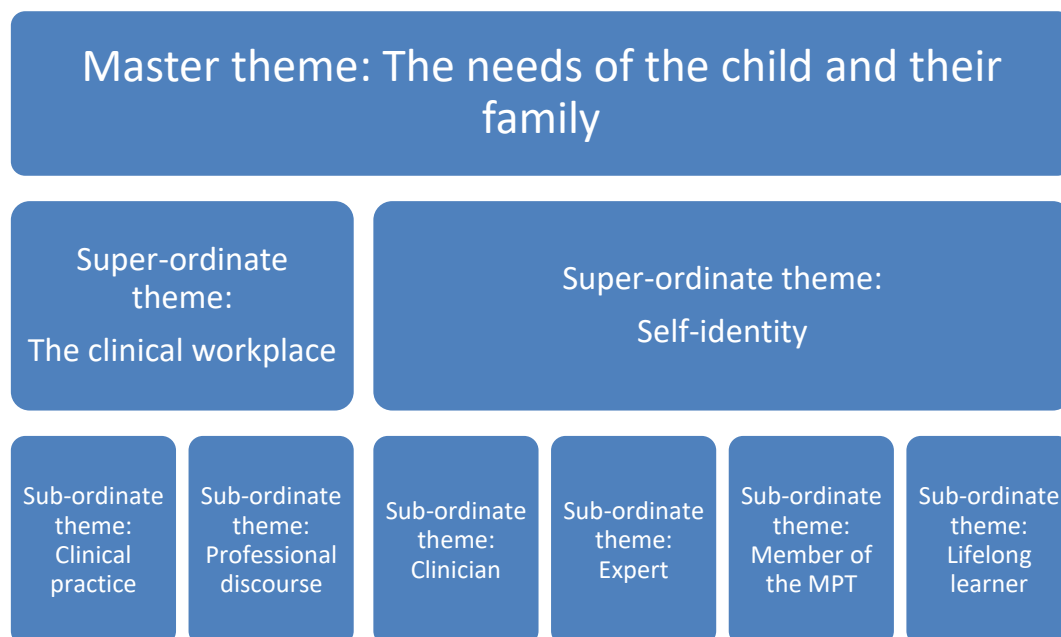 Master theme: The needs of the child and their
family
Super-ordinate
theme:
The clinical workplace
Super-ordinate theme:
Self-identity
Sub-ordinate
theme:
Clinical
practice
Sub-ordinate
theme:
Professional
discourse
Sub-ordinate
theme:
Clinician
Sub-ordinate
theme:
Expert
Sub-ordinate
theme:
Member of
the MPT
Sub-ordinate
theme:
Lifelong
learner